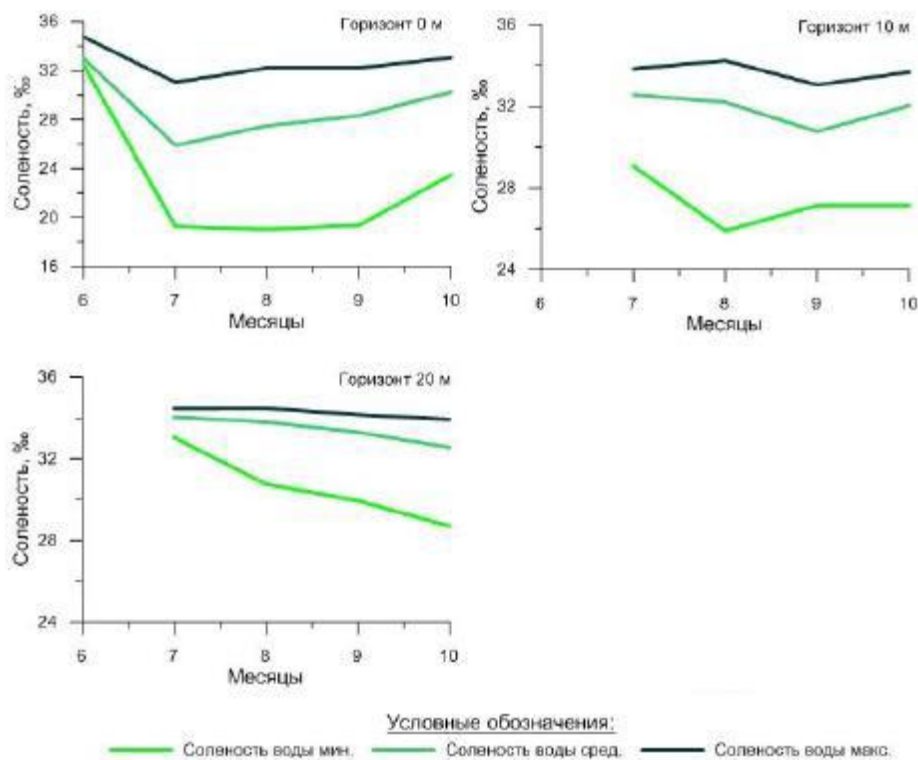 Горизонт 0 м
Соленость, ‰
36
32
28
24
20
16
6 7 8 9 10
Месяцы
Горизонт 10 м
Соленость, ‰
36
32
28
24
6 7 8 9 10
Месяцы
Горизонт 20 м
Соленость, ‰
36
32
28
24
6 7 8 9 10
Месяцы
Условные обозначения:
Соленость воды мин. Соленость воды сред. Соленость воды макс.